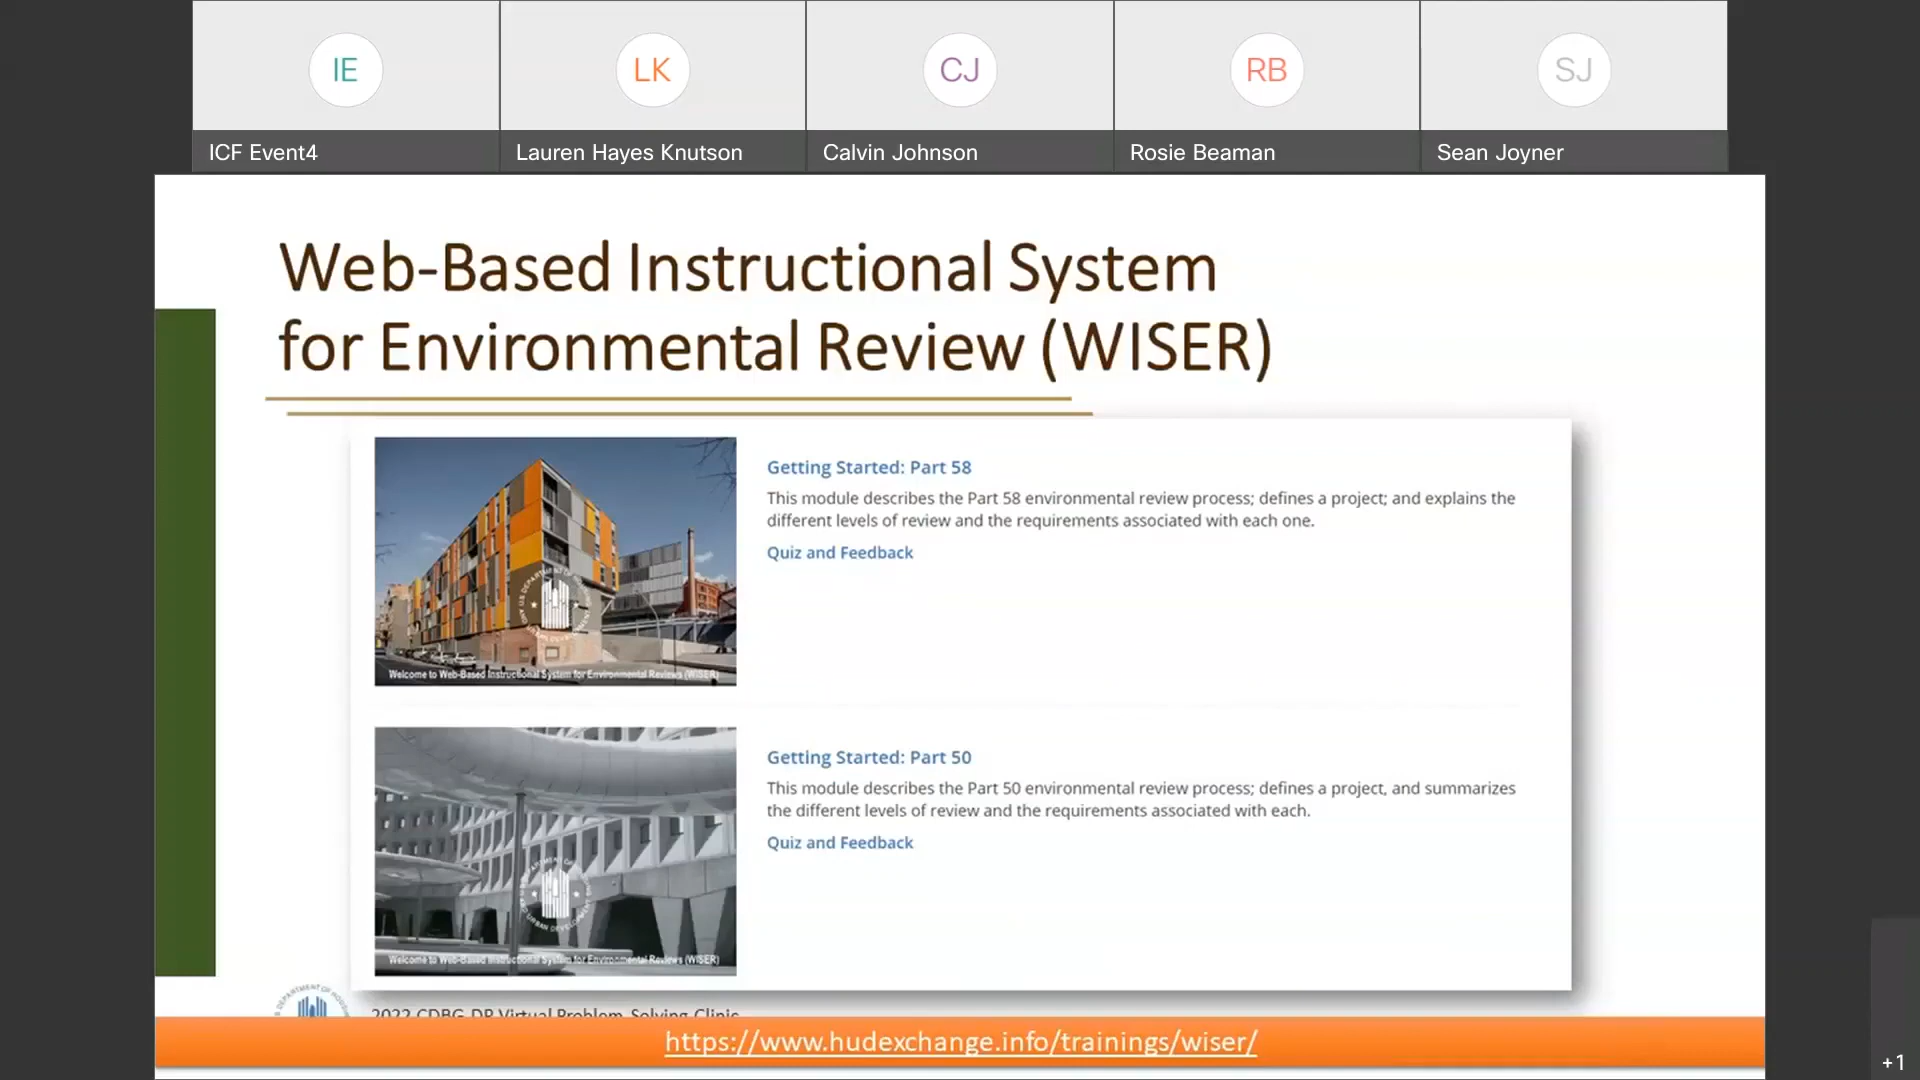 IE
LK
CJ
RB
SJ
ICF Event4
Lauren Hayes Knutson
Calvin Johnson
Rosie Beaman
Sean Joyner
Web-Based Instructional System
for Environmental Review (WISER)
Getting Started: Part 58
This module describes the Part 58 environmental review process; defines a project; and explains the
different levels of review and the requirements associated with each one.
Quiz and Feedback
Welcome to Web-Based Instructional System for Environmental Reviews (WISER)
Getting Started: Part 50
This module describes the Part 50 environmental review process; defines a project, and summarizes
the different levels of review and the requirements associated with each.
Quiz and Feedback
Welcome to Web-Based Instructional System for Environmental Reviews (WISER)
2022 CDBG-DR Virtual Problem-Solving Clinic
https://www.hudexchange.info/trainings/wiser/
+1